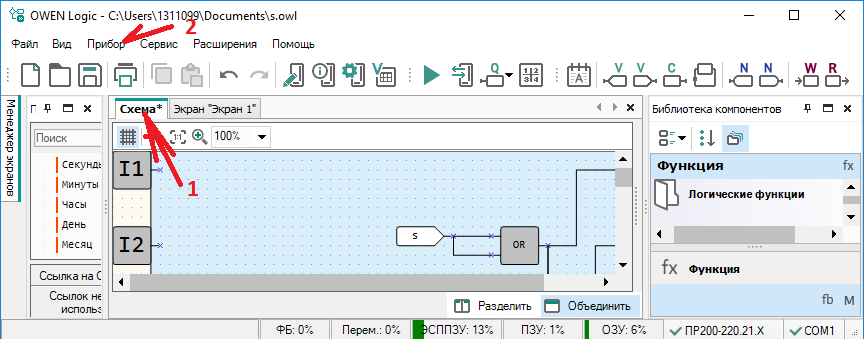 OWEN Logic - C:\Users\1311099\Documents\s.owl
2
Файл Вид Прибор Сервис Расширения Помощь
Менеджер экранов
П
Поиск
Секунды
Минуты
Часы
День
Месяц
Ссылка на С
Ссылок не
использо
Схема* Экран "Экран 1"
1:1 100%
1
I1
I2
s
OR
Разделить Объединить
Библиотека компонентов
Функция fx
Логические функции
fx Функция
fb М
ФБ: 0% Перем.: 0% ЭСППЗУ: 13% ПЗУ: 1% ОЗУ: 6% ПР200-220.21.X COM1